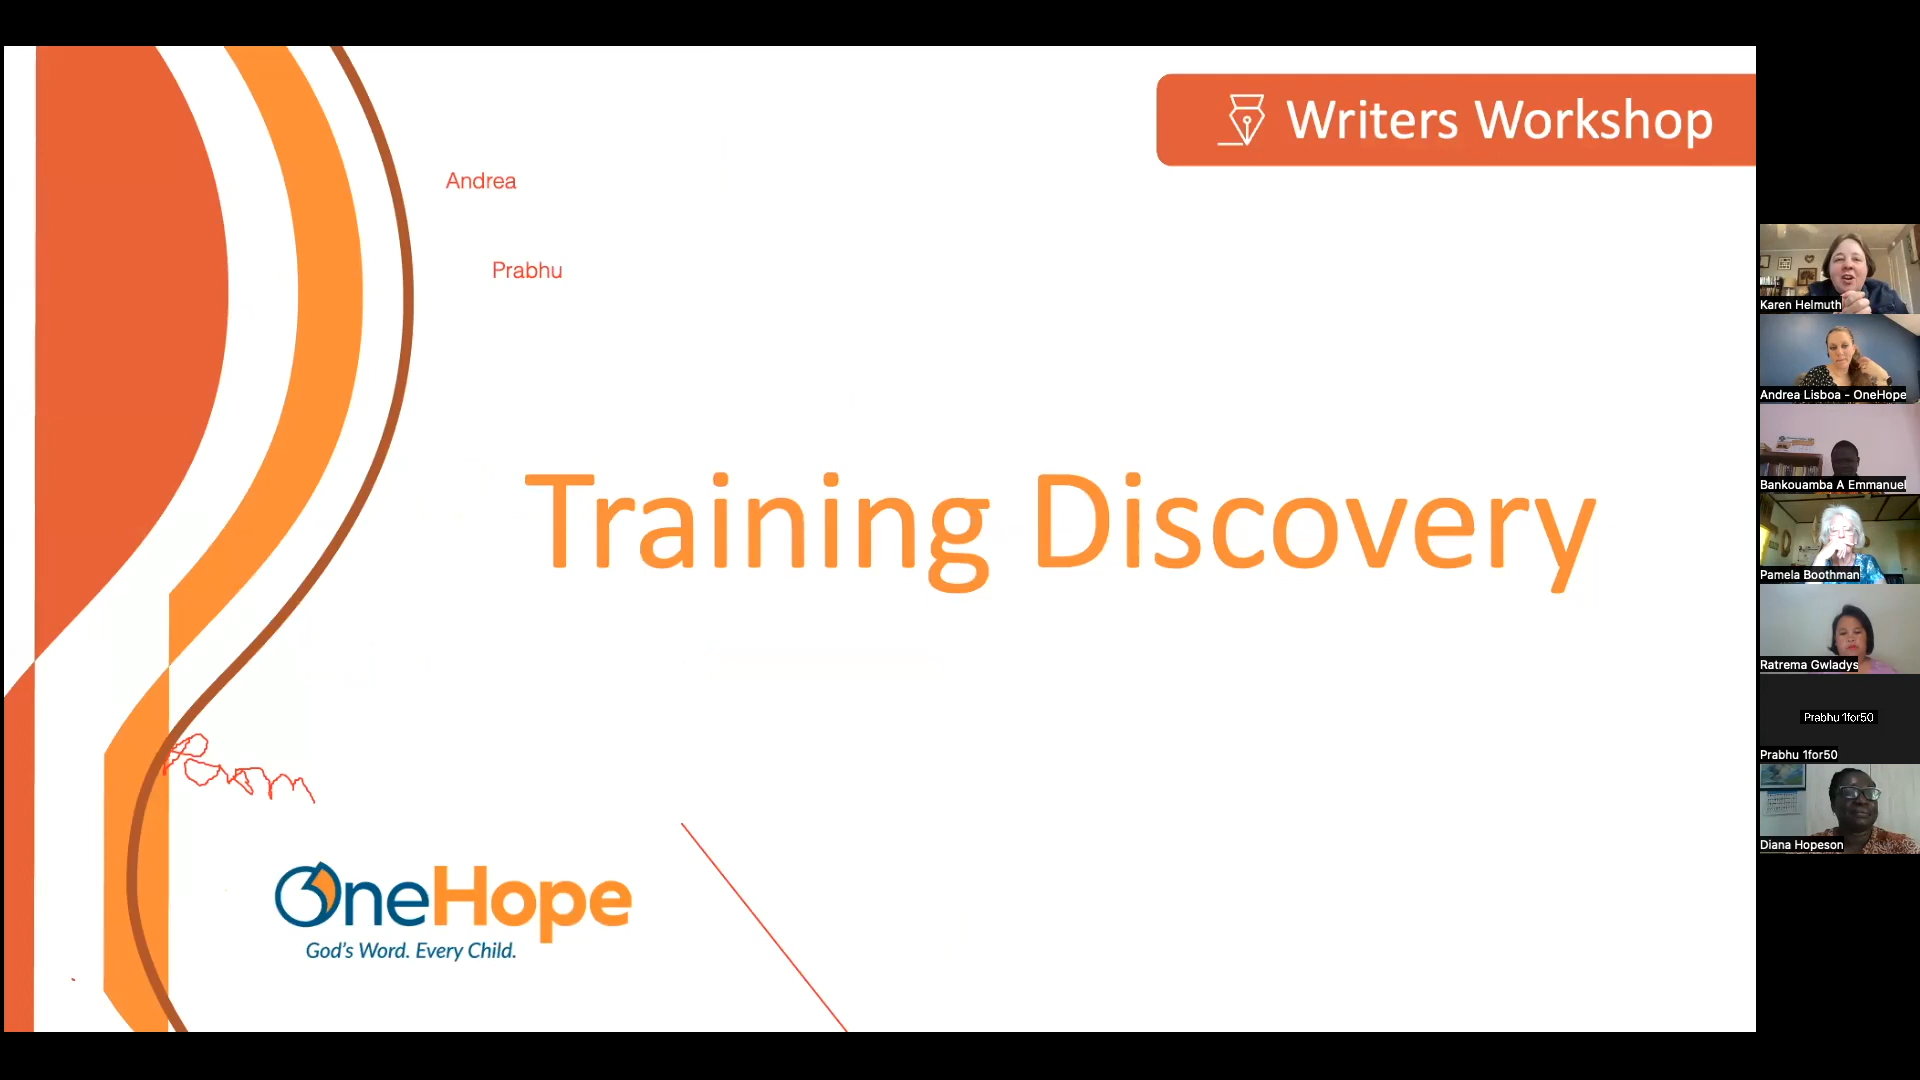 Writers Workshop
Andrea
Prabhu
Training Discovery
Pam
OneHope
God's Word. Every Child.
Karen Helmuth
Andrea Lisboa - OneHope
Bankouamba A Emmanuel
Pamela Boothman
Ratrema Gwladys
Prabhu 1for50
Prabhu 1for50
Diana Hopeson